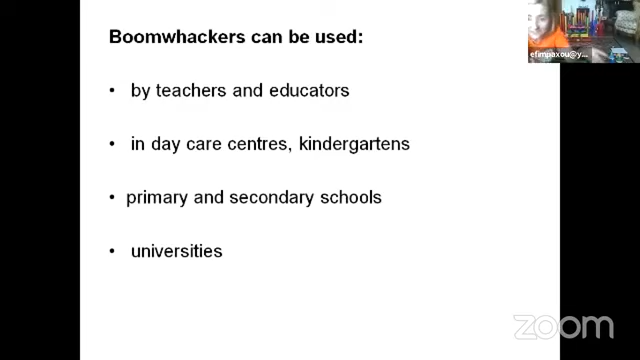 Boomwhackers can be used:
efimpaxou@y...
• by teachers and educators
• in day care centres, kindergartens
• primary and secondary schools
• universities
zoom